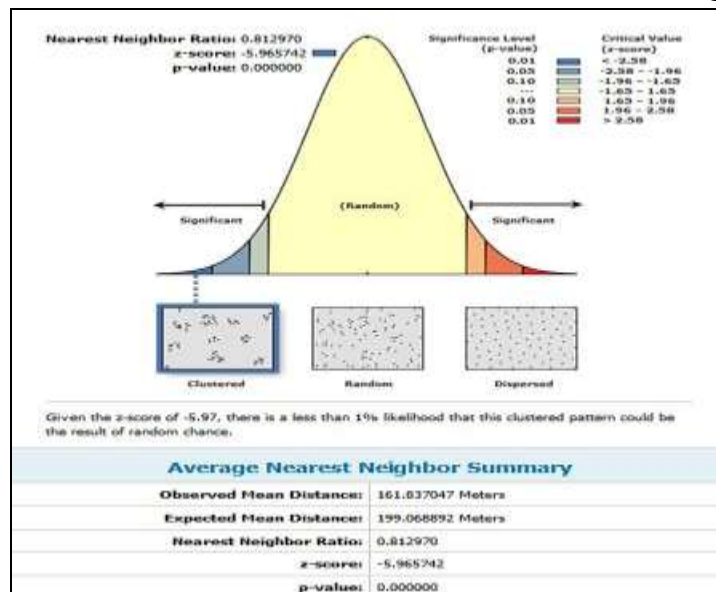 Nearest Neighbor Ratio: 0.812970
z-score: -5.965742
p-value: 0.000000
Significance Level
(p-value)
Critical Value
(z-score)
0.01 < -2.58
0.05 -2.58 - -1.96
0.10 -1.96 - -1.65
... -1.65 - 1.65
0.10 1.65 - 1.96
0.05 1.96 - 2.58
0.01 > 2.58
Significant
(Random)
Significant
Clustered
Random
Dispersed
Given the z-score of -5.97, there is a less than 1% likelihood that this clustered pattern could be
the result of random chance.
Average Nearest Neighbor Summary
Observed Mean Distance: 161.837047 Meters
Expected Mean Distance: 199.068892 Meters
Nearest Neighbor Ratio: 0.812970
z-score: -5.965742
p-value: 0.000000